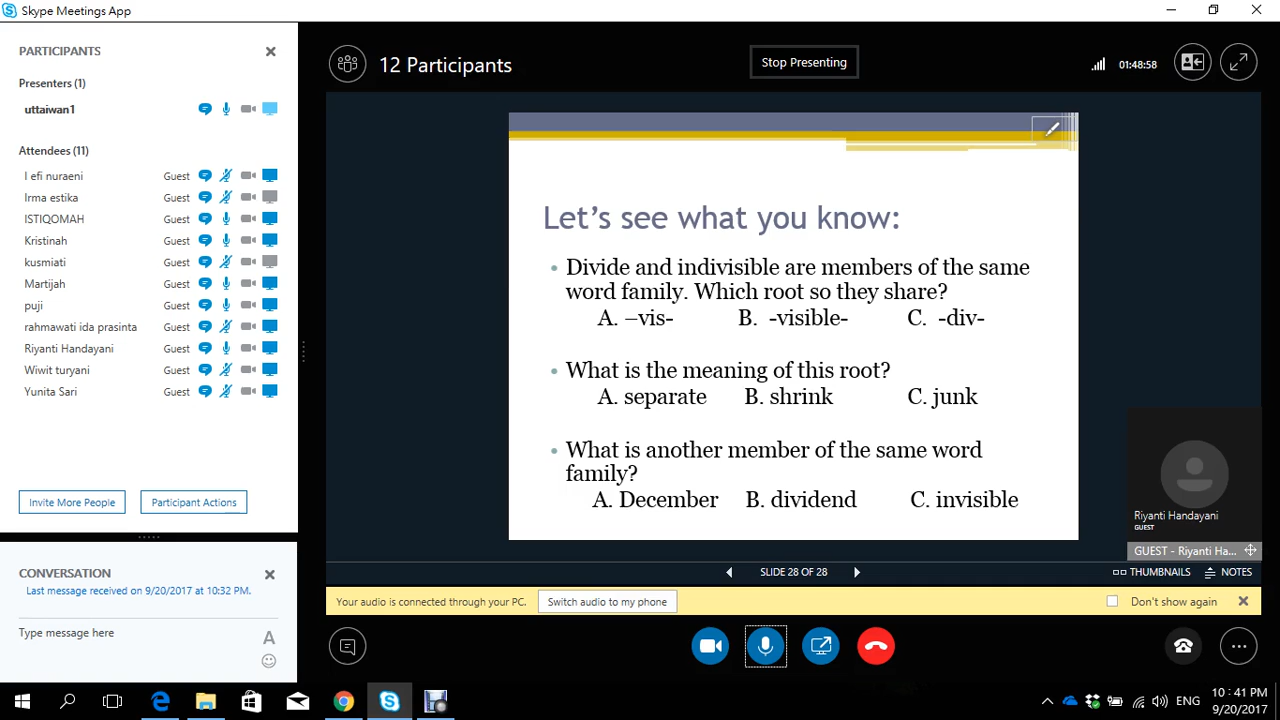 Skype Meetings App
PARTICIPANTS
Presenters (1)
uttaiwan1
Attendees (11)
I efi nuraeni Guest
Irma estika Guest
ISTIQOMAH Guest
Kristinah Guest
kusmiati Guest
Martijah Guest
puji Guest
rahmawati ida prasinta Guest
Riyanti Handayani Guest
Wiwit turyani Guest
Yunita Sari Guest
Invite More People Participant Actions
CONVERSATION
Last message received on 9/20/2017 at 10:32 PM.
Type message here
A
12 Participants
Stop Presenting
01:48:58
Let's see what you know:
• Divide and indivisible are members of the same
word family. Which root so they share?
A. –vis- B. -visible- C. -div-
• What is the meaning of this root?
A. separate B. shrink C. junk
• What is another member of the same word
family?
A. December B. dividend C. invisible
Riyanti Handayani
GUEST
GUEST - Riyanti Ha...
SLIDE 28 OF 28
THUMBNAILS NOTES
Your audio is connected through your PC. Switch audio to my phone Don't show again
ENG
10:41 PM
9/20/2017